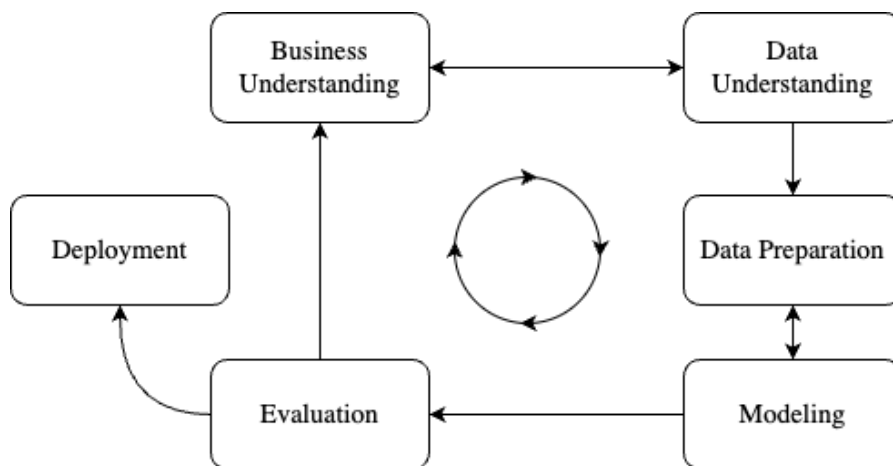 Business
Understanding
Data
Understanding
Deployment
Data Preparation
Evaluation
Modeling